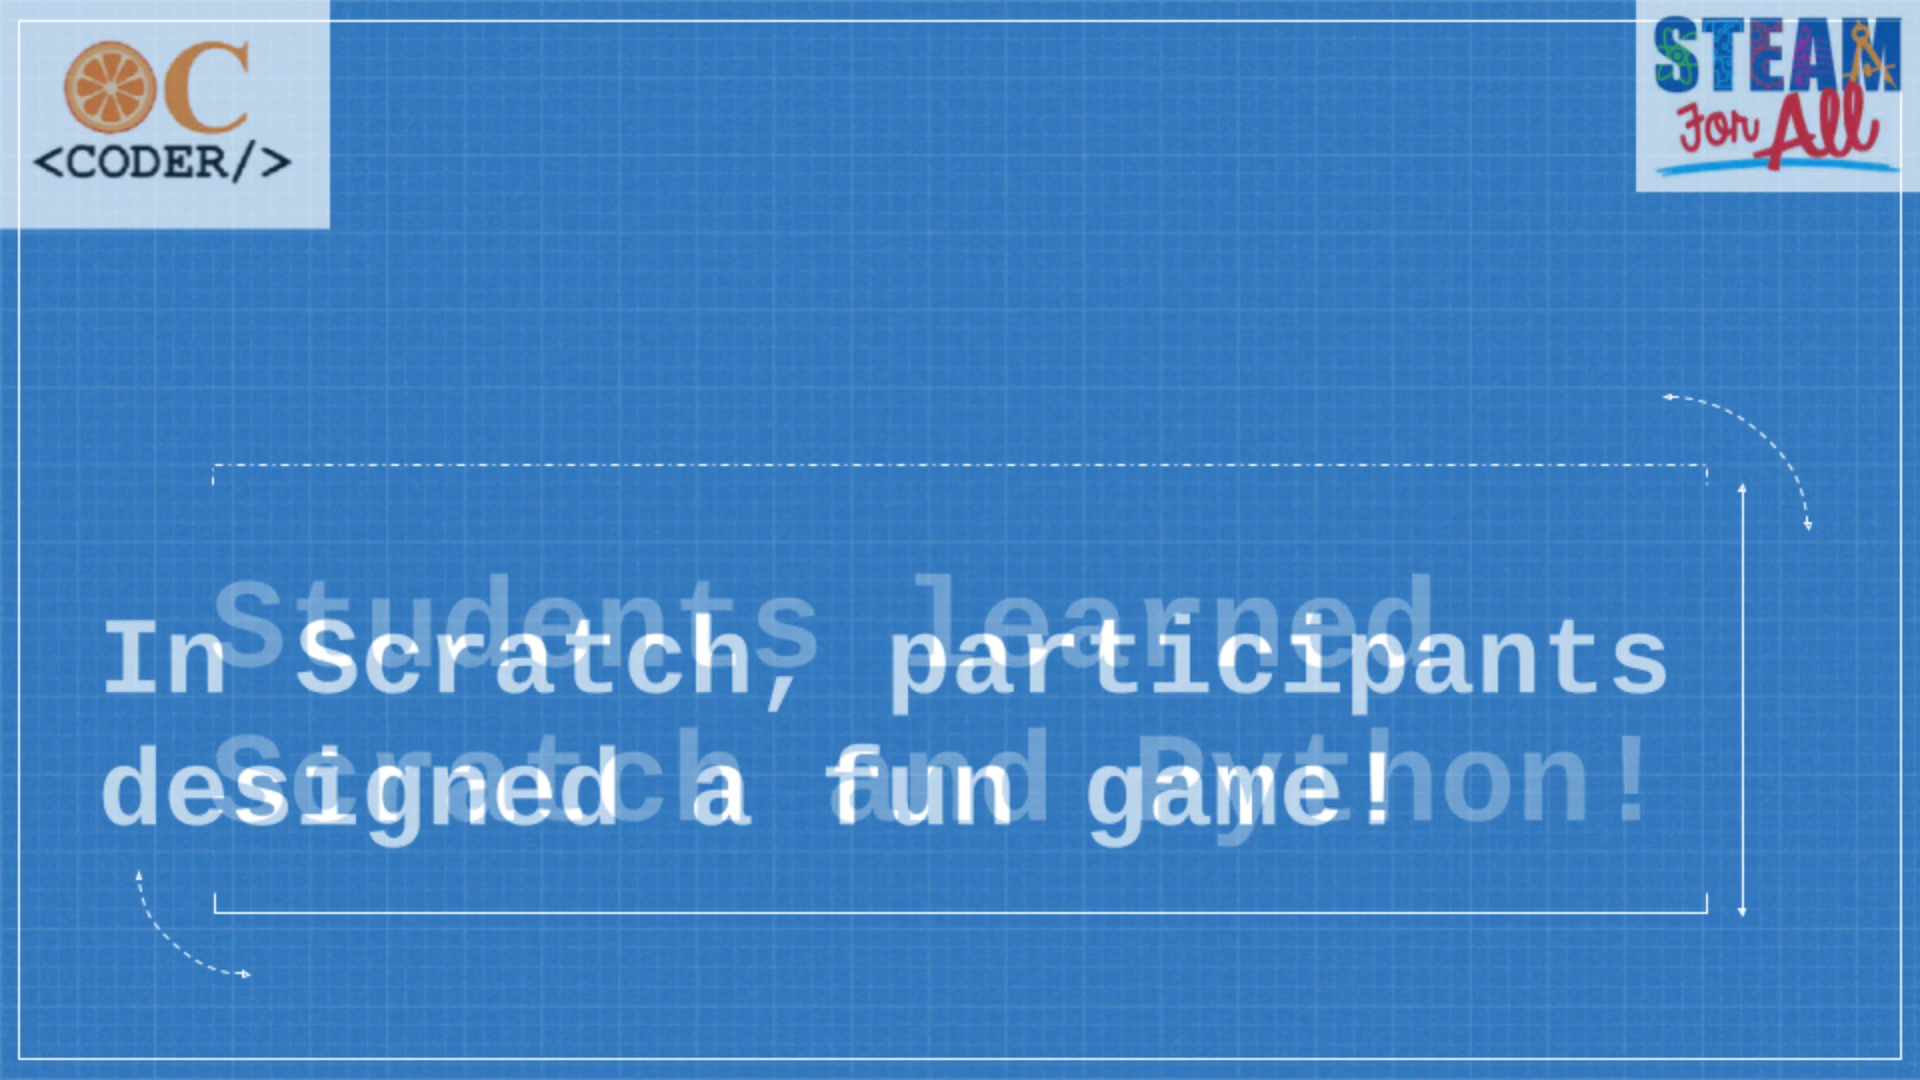 OC
<CODER/>
STEAM
For All
Students learned
Scratch and Python!
In Scratch, participants
designed a fun game!